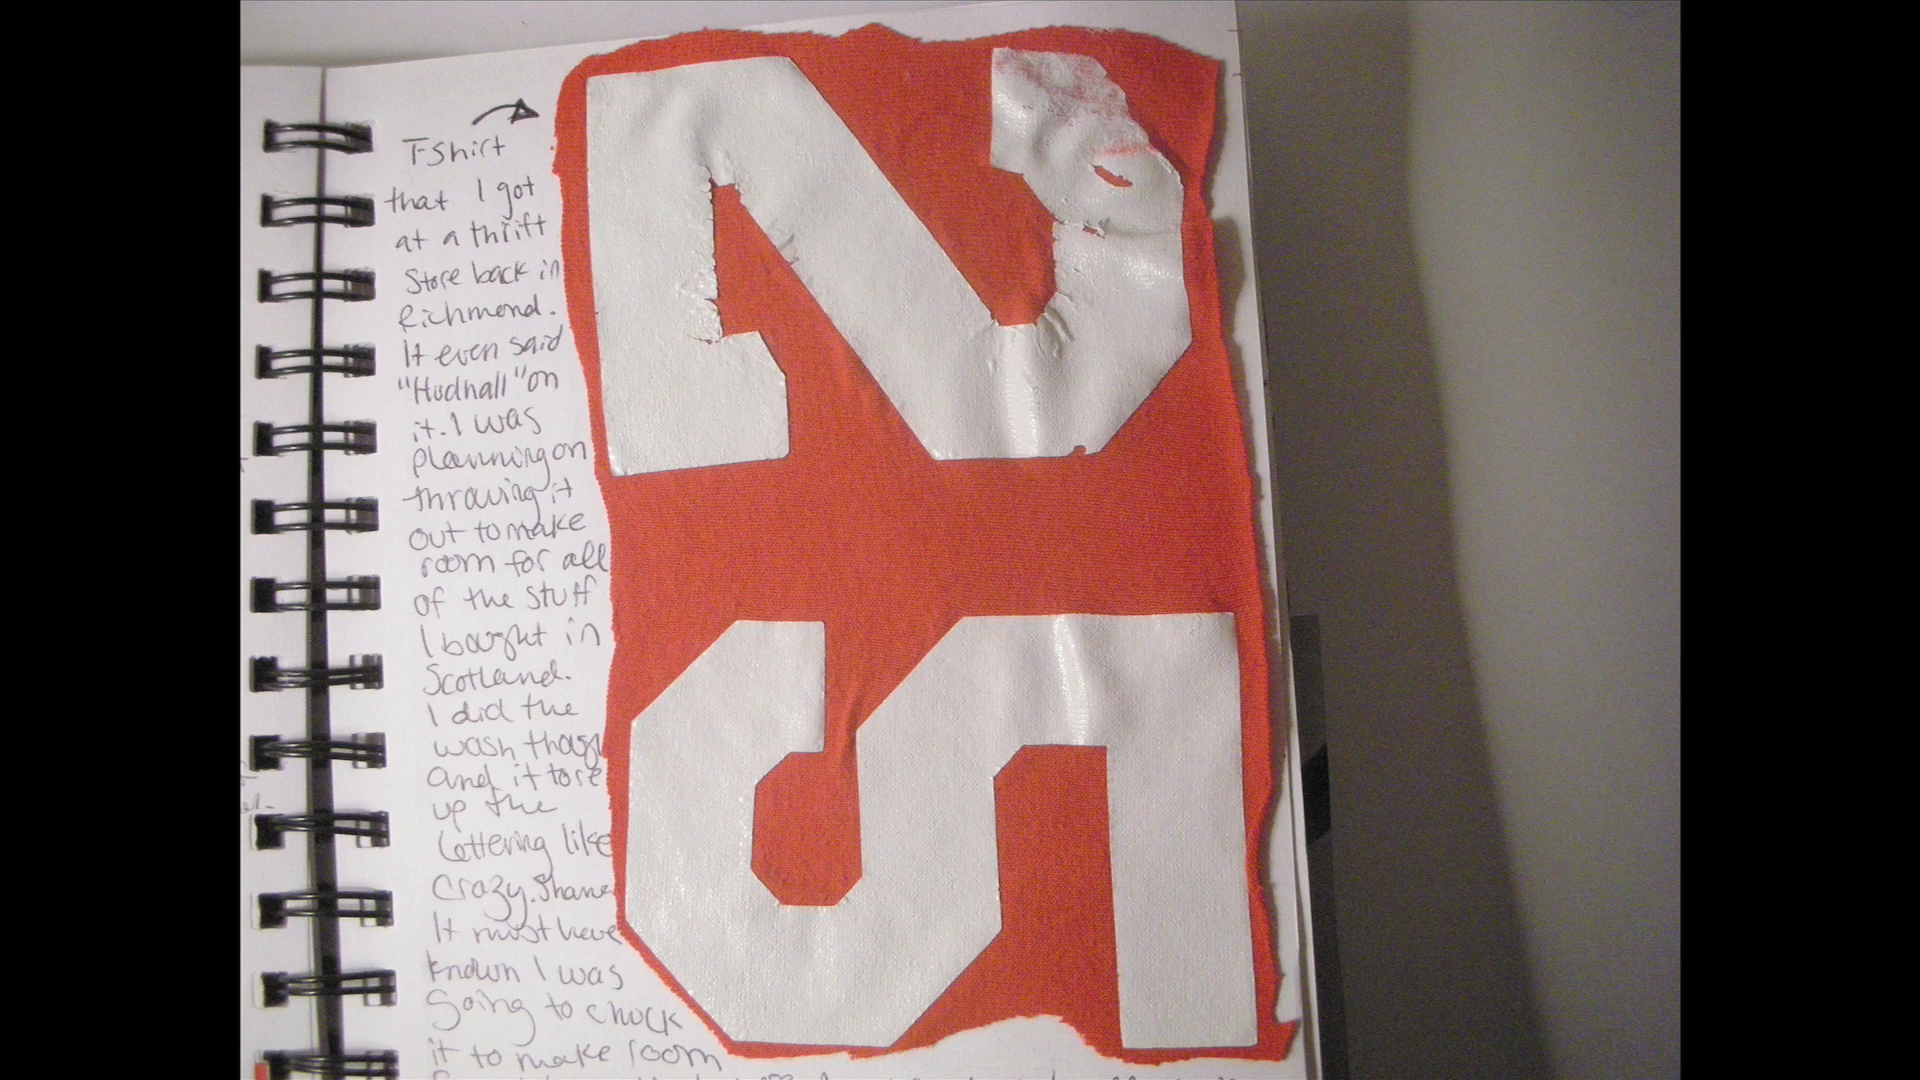 T-Shirt
that I got
at a thrift
Store back in
Richmond.
It even said
"Hudnall" on
it. I was
planning on
throwing it
out to make
room for all
of the stuff
I bought in
Scotland.
I did the
wash though
and it tore
up the
lettering like
crazy. Shame
It must have
known I was
going to chuck
it to make room
25